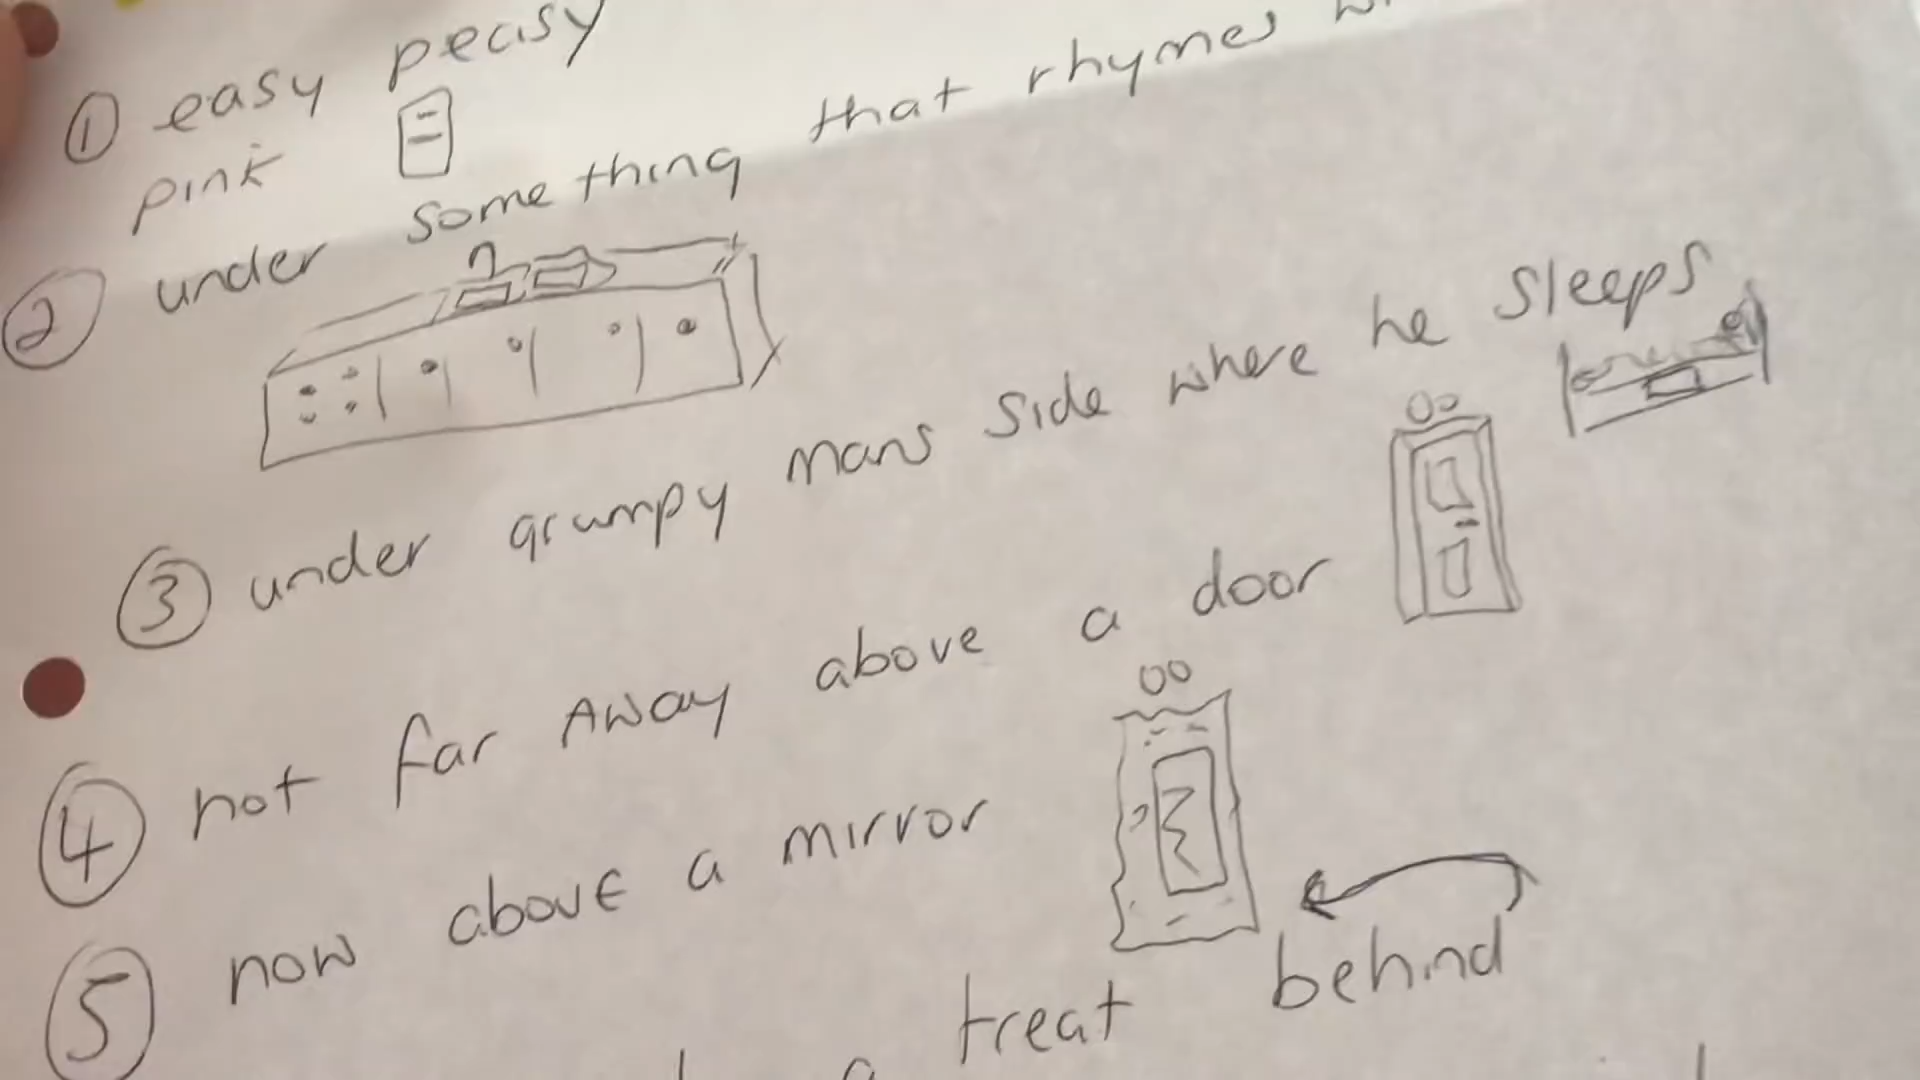 ① easy peasy
pink
② under something that rhymes
③ under grumpy mans side where he sleeps
④ not far Away above a door
⑤ now above a mirror
a treat behind